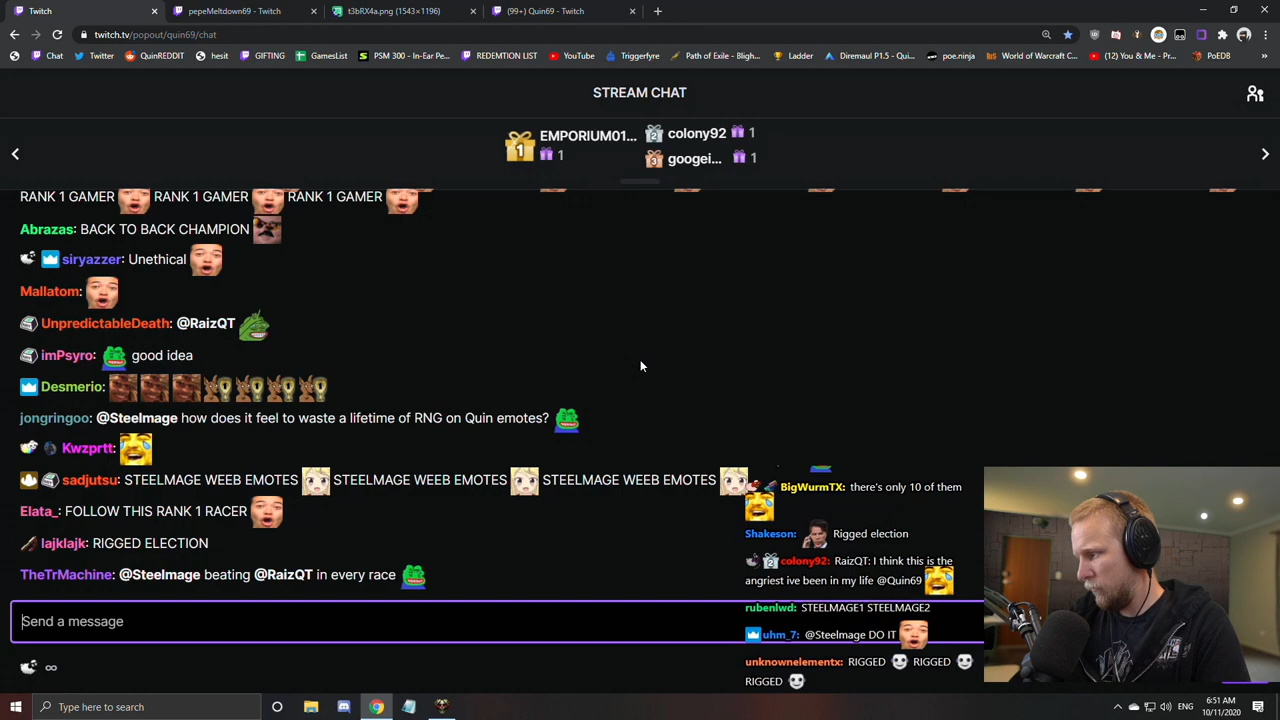 Twitch
pepeMeltdown69 - Twitch
t3bRX4a.png (1543×1196)
(99+) Quin69 - Twitch
twitch.tv/popout/quin69/chat
Chat
Twitter
QuinREDDIT
hesit
GIFTING
GamesList
PSM 300 - In-Ear Pe...
REDEMTION LIST
YouTube
Triggerfyre
Path of Exile - Bligh...
Ladder
Diremaul P1.5 - Qui...
poe.ninja
World of Warcraft C...
(12) You & Me - Pr...
PoEDB
STREAM CHAT
1 EMPORIUM01... 1
2 colony92 1
3 googei... 1
RANK 1 GAMER RANK 1 GAMER RANK 1 GAMER
Abrazas: BACK TO BACK CHAMPION
siryazzer: Unethical
Mallatom:
UnpredictableDeath: @RaizQT
imPsyro: good idea
Desmerio:
jongringoo: @Steelmage how does it feel to waste a lifetime of RNG on Quin emotes?
Kwzprtt:
sadjutsu: STEELMAGE WEEB EMOTES STEELMAGE WEEB EMOTES STEELMAGE WEEB EMOTES
Elata_: FOLLOW THIS RANK 1 RACER
lajklajk: RIGGED ELECTION
TheTrMachine: @Steelmage beating @RaizQT in every race
Send a message
∞
BigWurmTX: there's only 10 of them
Shakeson: Rigged election
colony92: RaizQT: I think this is the
angriest ive been in my life @Quin69
rubenlwd: STEELMAGE1 STEELMAGE2
uhm_7: @Steelmage DO IT
unknownelementx: RIGGED RIGGED
RIGGED
Type here to search
ENG
6:51 AM
10/11/2020